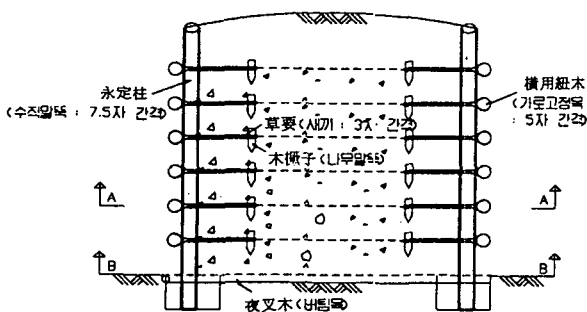 永定柱
(수직말뚝 : 7.5자 간격)
草要(새끼 : 3자 간격)
木橛子(나무말뚝)
橫用紐木
(가로고정목
: 5자 간격)
A
A
B
B
夜叉木(버팀목)